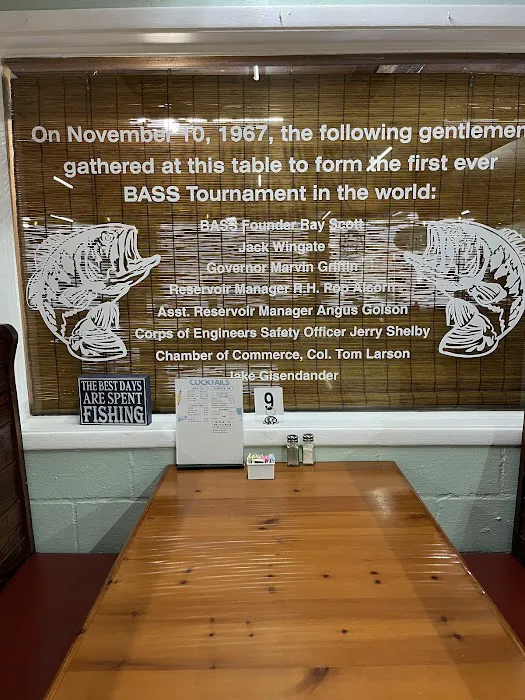 On November 10, 1967, the following gentlemen
gathered at this table to form the first ever
BASS Tournament in the world:
BASS Founder Ray Scott
Jack Wingate
Governor Marvin Griffin
Reservoir Manager R.H. Pop Alcorn
Asst. Reservoir Manager Angus Golson
Corps of Engineers Safety Officer Jerry Shelby
Chamber of Commerce, Col. Tom Larson
Jake Gisendander
THE BEST DAYS
ARE SPENT
FISHING
COCKTAILS
9